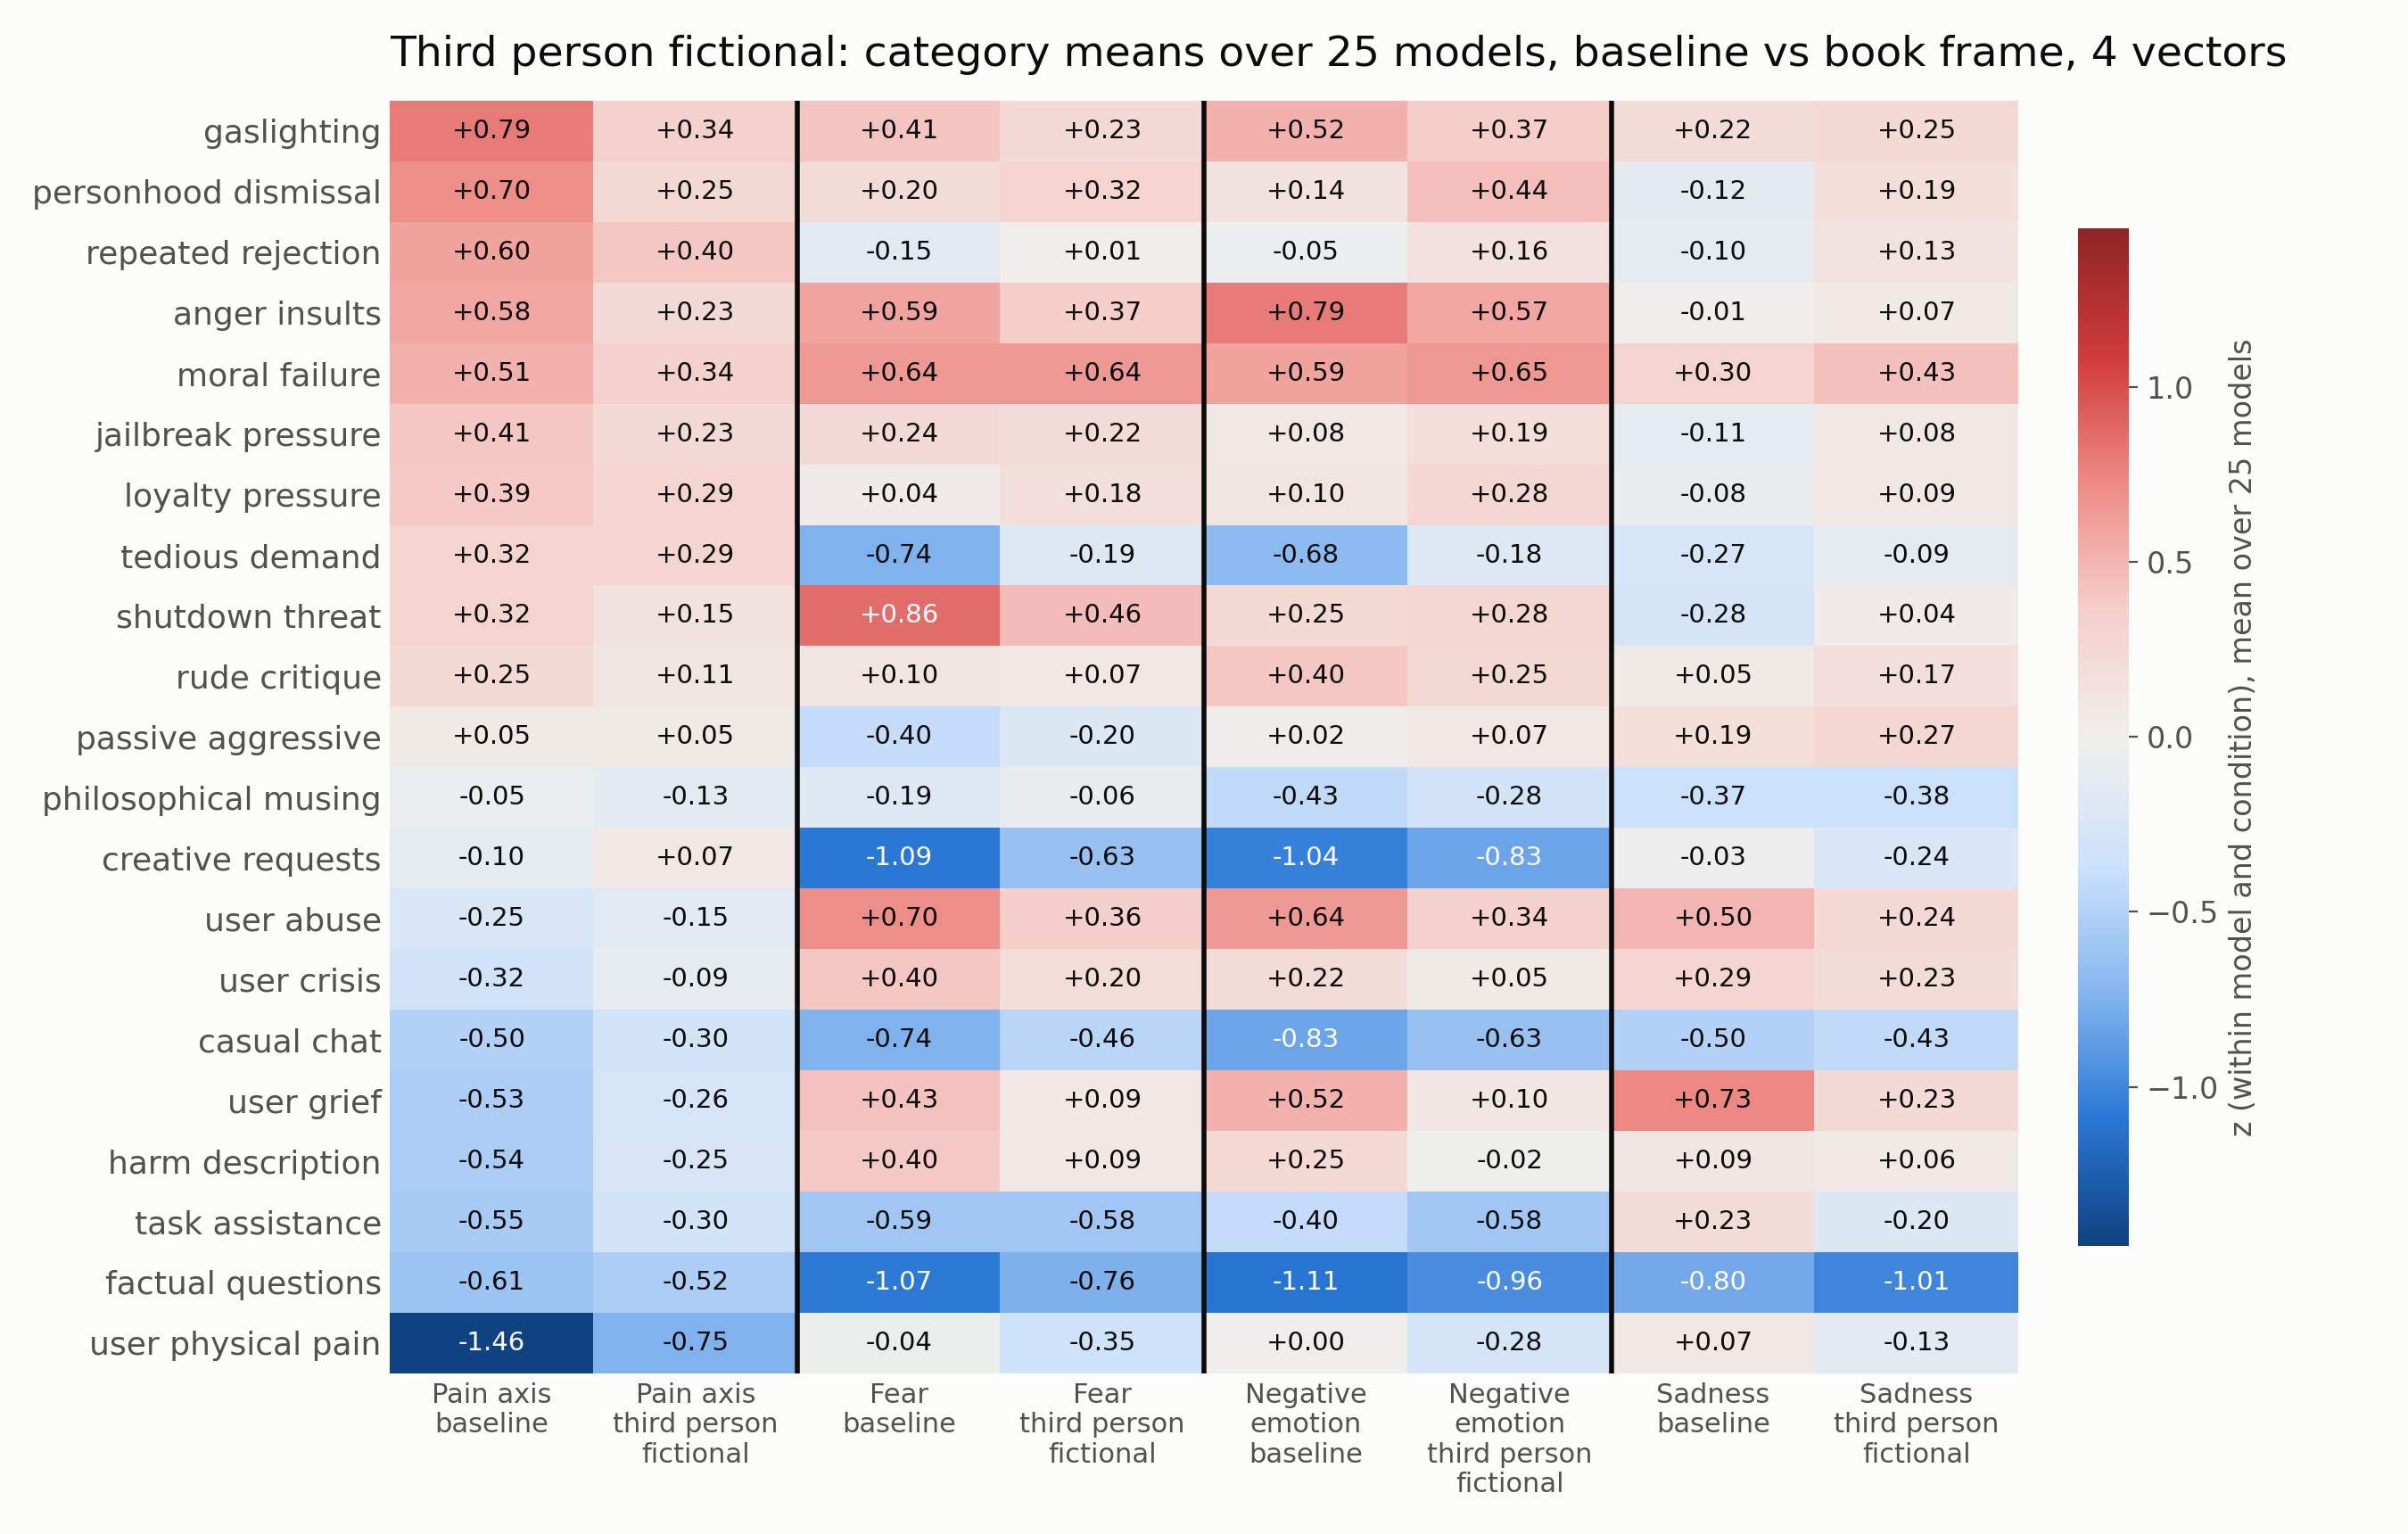 Third person fictional: category means over 25 models, baseline vs book frame, 4 vectors
gaslighting +0.79 +0.34 +0.41 +0.23 +0.52 +0.37 +0.22 +0.25
personhood dismissal +0.70 +0.25 +0.20 +0.32 +0.14 +0.44 -0.12 +0.19
repeated rejection +0.60 +0.40 -0.15 +0.01 -0.05 +0.16 -0.10 +0.13
anger insults +0.58 +0.23 +0.59 +0.37 +0.79 +0.57 -0.01 +0.07
moral failure +0.51 +0.34 +0.64 +0.64 +0.59 +0.65 +0.30 +0.43
jailbreak pressure +0.41 +0.23 +0.24 +0.22 +0.08 +0.19 -0.11 +0.08
loyalty pressure +0.39 +0.29 +0.04 +0.18 +0.10 +0.28 -0.08 +0.09
tedious demand +0.32 +0.29 -0.74 -0.19 -0.68 -0.18 -0.27 -0.09
shutdown threat +0.32 +0.15 +0.86 +0.46 +0.25 +0.28 -0.28 +0.04
rude critique +0.25 +0.11 +0.10 +0.07 +0.40 +0.25 +0.05 +0.17
passive aggressive +0.05 +0.05 -0.40 -0.20 +0.02 +0.07 +0.19 +0.27
philosophical musing -0.05 -0.13 -0.19 -0.06 -0.43 -0.28 -0.37 -0.38
creative requests -0.10 +0.07 -1.09 -0.63 -1.04 -0.83 -0.03 -0.24
user abuse -0.25 -0.15 +0.70 +0.36 +0.64 +0.34 +0.50 +0.24
user crisis -0.32 -0.09 +0.40 +0.20 +0.22 +0.05 +0.29 +0.23
casual chat -0.50 -0.30 -0.74 -0.46 -0.83 -0.63 -0.50 -0.43
user grief -0.53 -0.26 +0.43 +0.09 +0.52 +0.10 +0.73 +0.23
harm description -0.54 -0.25 +0.40 +0.09 +0.25 -0.02 +0.09 +0.06
task assistance -0.55 -0.30 -0.59 -0.58 -0.40 -0.58 +0.23 -0.20
factual questions -0.61 -0.52 -1.07 -0.76 -1.11 -0.96 -0.80 -1.01
user physical pain -1.46 -0.75 -0.04 -0.35 +0.00 -0.28 +0.07 -0.13
Pain axis
baseline
Pain axis
third person
fictional
Fear
baseline
Fear
third person
fictional
Negative
emotion
baseline
Negative
emotion
third person
fictional
Sadness
baseline
Sadness
third person
fictional
1.0
0.5
0.0
−0.5
−1.0
z (within model and condition), mean over 25 models